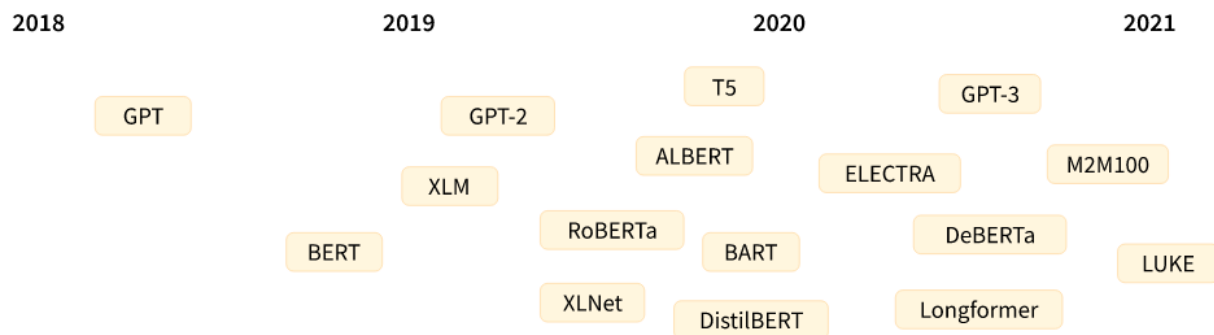 2018 2019 2020 2021
T5
GPT-3
GPT GPT-2
ALBERT
M2M100
ELECTRA
XLM
RoBERTa
DeBERTa
BERT BART
LUKE
XLNet
Longformer
DistilBERT